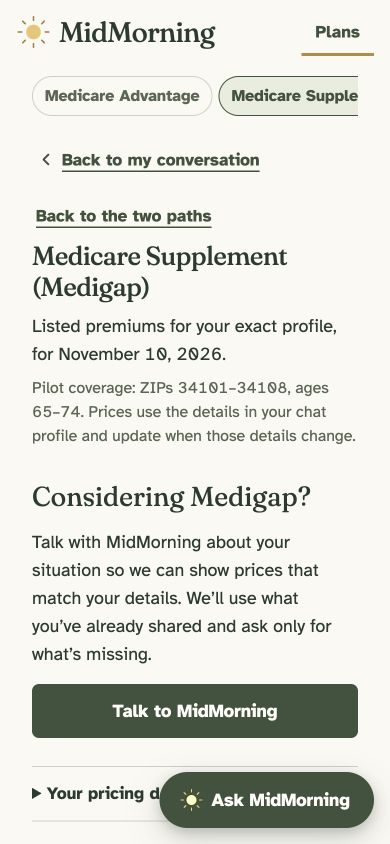 MidMorning
Plans
Medicare Advantage
Medicare Supple
Back to my conversation
Back to the two paths
Medicare Supplement
(Medigap)
Listed premiums for your exact profile,
for November 10, 2026.
Pilot coverage: ZIPs 34101–34108, ages
65–74. Prices use the details in your chat
profile and update when those details change.
Considering Medigap?
Talk with MidMorning about your
situation so we can show prices that
match your details. We’ll use what
you’ve already shared and ask only for
what’s missing.
Talk to MidMorning
Your pricing d
Ask MidMorning